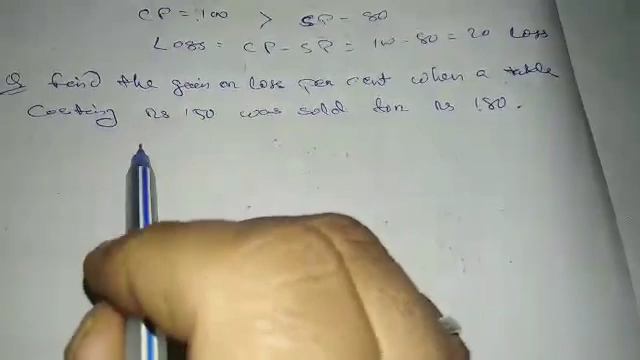 CP = 100 > SP - 80
Loss = CP - SP = 100 - 80 = 20 Loss
Q find the gain or loss per cent when a table
Costing Rs 150 was sold for Rs 180.